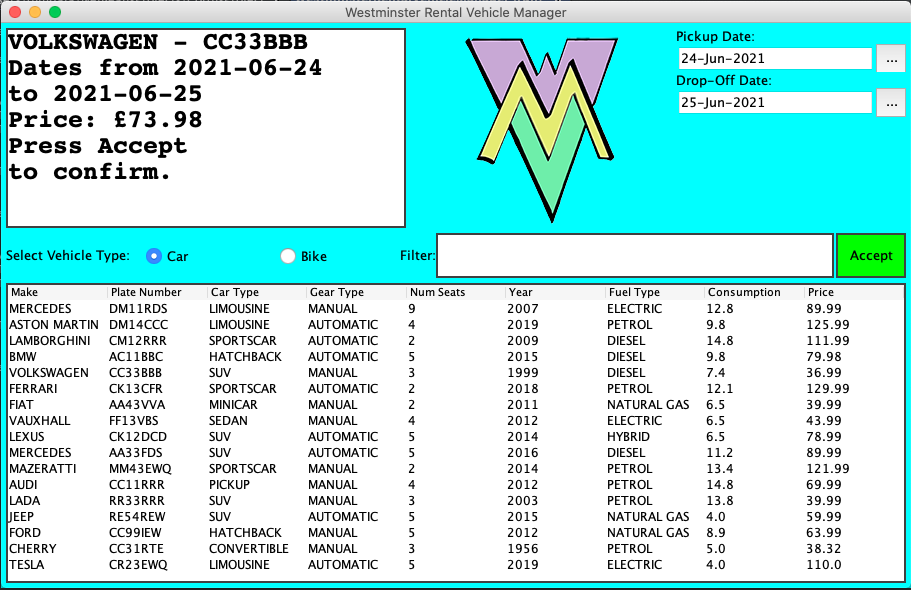 Westminster Rental Vehicle Manager
VOLKSWAGEN - CC33BBB
Dates from 2021-06-24
to 2021-06-25
Price: £73.98
Press Accept
to confirm.
Pickup Date:
24-Jun-2021 ...
Drop-Off Date:
25-Jun-2021 ...
Select Vehicle Type: Car Bike Filter: Accept
Make Plate Number Car Type Gear Type Num Seats Year Fuel Type Consumption Price
MERCEDES DM11RDS LIMOUSINE MANUAL 9 2007 ELECTRIC 12.8 89.99
ASTON MARTIN DM14CCC LIMOUSINE AUTOMATIC 4 2019 PETROL 9.8 125.99
LAMBORGHINI CM12RRR SPORTSCAR AUTOMATIC 2 2009 DIESEL 14.8 111.99
BMW AC11BBC HATCHBACK AUTOMATIC 5 2015 DIESEL 9.8 79.98
VOLKSWAGEN CC33BBB SUV MANUAL 3 1999 DIESEL 7.4 36.99
FERRARI CK13CFR SPORTSCAR AUTOMATIC 2 2018 PETROL 12.1 129.99
FIAT AA43VVA MINICAR MANUAL 2 2011 NATURAL GAS 6.5 39.99
VAUXHALL FF13VBS SEDAN MANUAL 4 2012 ELECTRIC 6.5 43.99
LEXUS CK12DCD SUV AUTOMATIC 5 2014 HYBRID 6.5 78.99
MERCEDES AA33FDS SUV AUTOMATIC 5 2016 DIESEL 11.2 89.99
MAZERATTI MM43EWQ SPORTSCAR MANUAL 2 2014 PETROL 13.4 121.99
AUDI CC11RRR PICKUP MANUAL 4 2012 PETROL 14.8 69.99
LADA RR33RRR SUV MANUAL 3 2003 PETROL 13.8 39.99
JEEP RE54REW SUV AUTOMATIC 5 2015 NATURAL GAS 4.0 59.99
FORD CC99IEW HATCHBACK MANUAL 5 2012 NATURAL GAS 8.9 63.99
CHERRY CC31RTE CONVERTIBLE MANUAL 3 1956 PETROL 5.0 38.32
TESLA CR23EWQ LIMOUSINE AUTOMATIC 5 2019 ELECTRIC 4.0 110.0